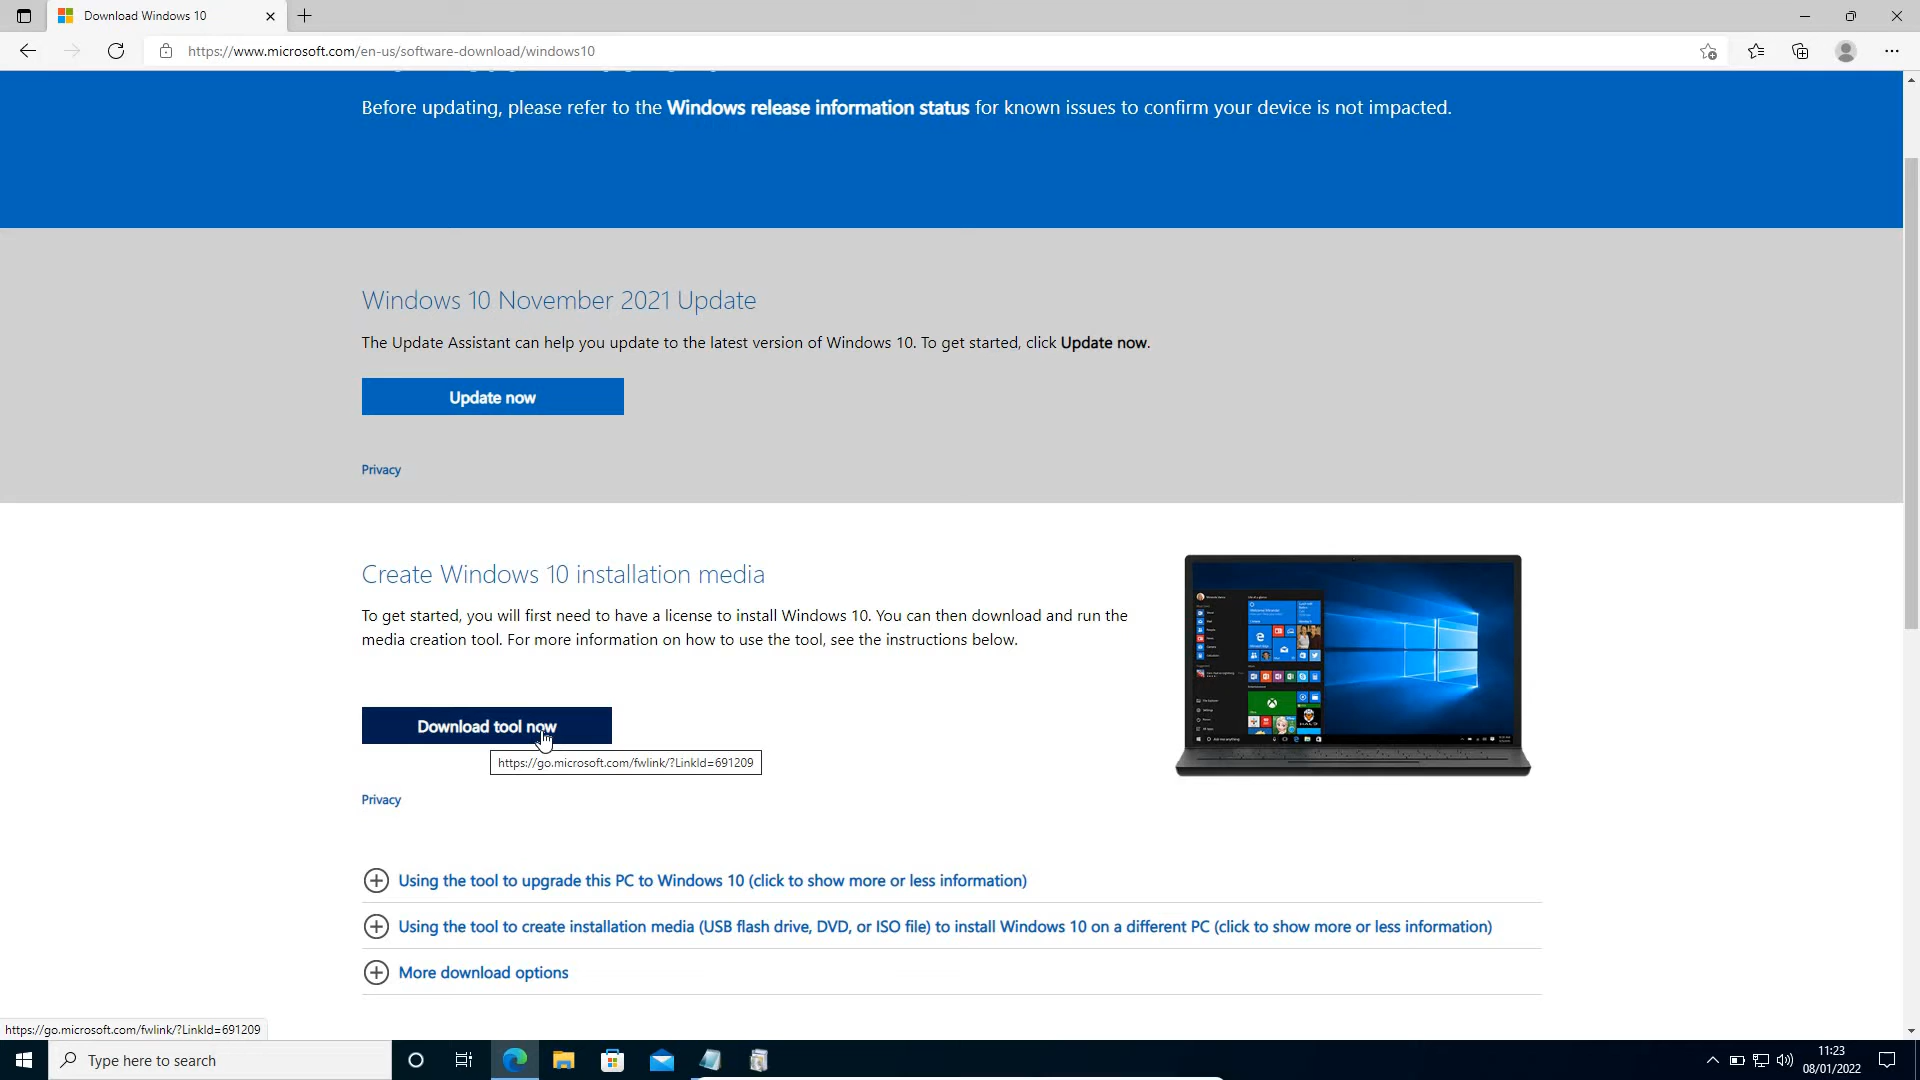 Download Windows 10
https://www.microsoft.com/en-us/software-download/windows10
Before updating, please refer to the Windows release information status for known issues to confirm your device is not impacted.
Windows 10 November 2021 Update
The Update Assistant can help you update to the latest version of Windows 10. To get started, click Update now.
Update now
Privacy
Create Windows 10 installation media
To get started, you will first need to have a license to install Windows 10. You can then download and run the
media creation tool. For more information on how to use the tool, see the instructions below.
Download tool now
https://go.microsoft.com/fwlink/?LinkId=691209
Privacy
Using the tool to upgrade this PC to Windows 10 (click to show more or less information)
Using the tool to create installation media (USB flash drive, DVD, or ISO file) to install Windows 10 on a different PC (click to show more or less information)
More download options
https://go.microsoft.com/fwlink/?LinkId=691209
Type here to search
11:23
08/01/2022